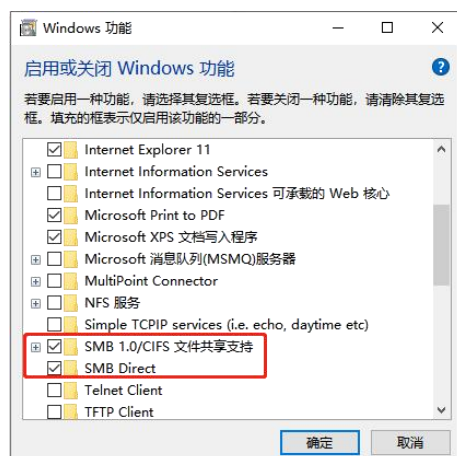 Windows 功能
启用或关闭 Windows 功能
若要启用一种功能，请选择其复选框。若要关闭一种功能，请清除其复选
框。填充的框表示仅启用该功能的一部分。
Internet Explorer 11
Internet Information Services
Internet Information Services 可承载的 Web 核心
Microsoft Print to PDF
Microsoft XPS 文档写入程序
Microsoft 消息队列(MSMQ)服务器
MultiPoint Connector
NFS 服务
Simple TCPIP services (i.e. echo, daytime etc)
SMB 1.0/CIFS 文件共享支持
SMB Direct
Telnet Client
TFTP Client
确定
取消